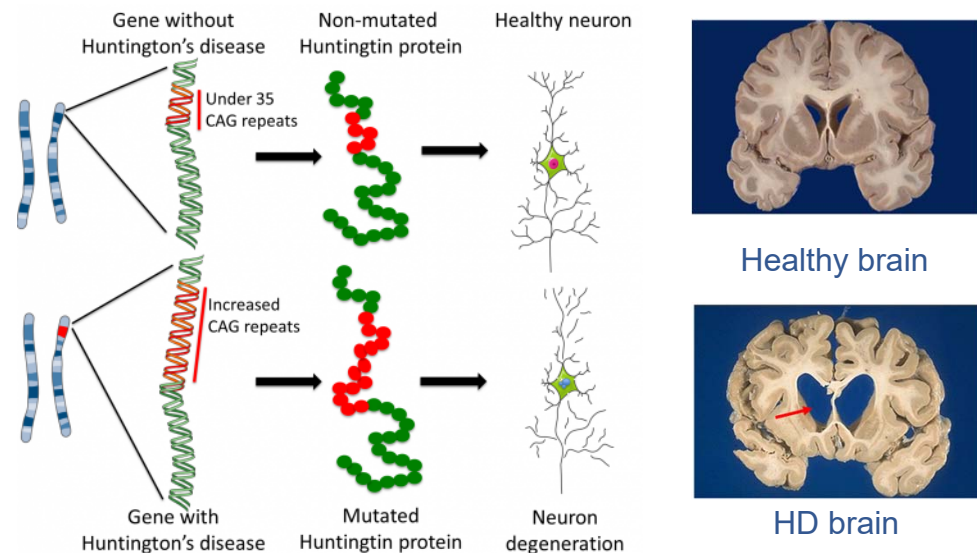 Gene without
Huntington's disease
Non-mutated
Huntingtin protein
Healthy neuron
Under 35
CAG repeats
Healthy brain
Increased
CAG repeats
Gene with
Huntington's disease
Mutated
Huntingtin protein
Neuron
degeneration
HD brain